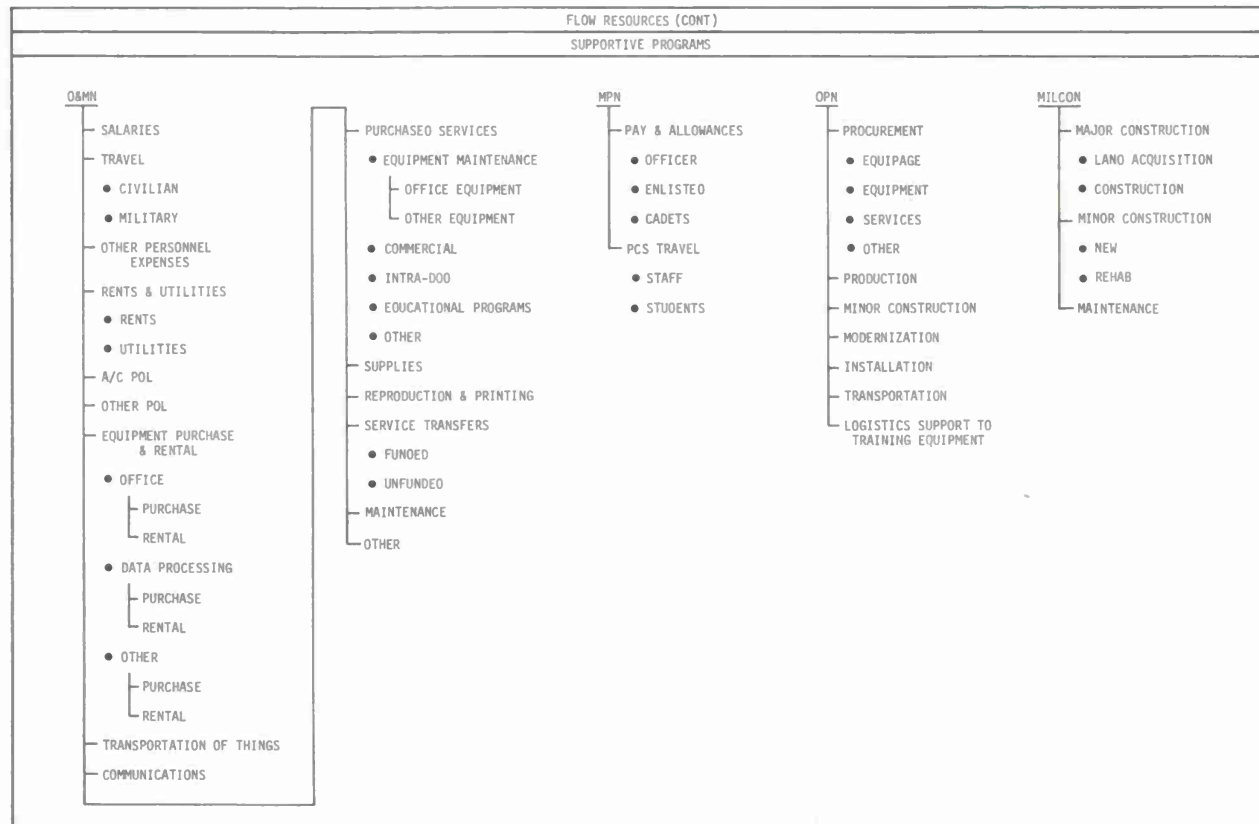 FLOW RESOURCES (CONT)
SUPPORTIVE PROGRAMS
O&MN
SALARIES
TRAVEL
● CIVILIAN
● MILITARY
OTHER PERSONNEL
EXPENSES
RENTS & UTILITIES
● RENTS
● UTILITIES
A/C POL
OTHER POL
EQUIPMENT PURCHASE
& RENTAL
● OFFICE
PURCHASE
RENTAL
● DATA PROCESSING
PURCHASE
RENTAL
● OTHER
PURCHASE
RENTAL
TRANSPORTATION OF THINGS
COMMUNICATIONS
PURCHASEO SERVICES
● EQUIPMENT MAINTENANCE
OFFICE EQUIPMENT
OTHER EQUIPMENT
● COMMERCIAL
● INTRA-DOO
● EDUCATIONAL PROGRAMS
● OTHER
SUPPLIES
REPRODUCTION & PRINTING
SERVICE TRANSFERS
● FUNOED
● UNFUNDEO
MAINTENANCE
OTHER
MPN
PAY & ALLOWANCES
● OFFICER
● ENLISTEO
● CADETS
PCS TRAVEL
● STAFF
● STUDENTS
OPN
PROCUREMENT
● EQUIPAGE
● EQUIPMENT
● SERVICES
● OTHER
PRODUCTION
MINOR CONSTRUCTION
MODERNIZATION
INSTALLATION
TRANSPORTATION
LOGISTICS SUPPORT TO
TRAINING EQUIPMENT
MILCON
MAJOR CONSTRUCTION
● LANO ACQUISITION
● CONSTRUCTION
MINOR CONSTRUCTION
● NEW
● REHAB
MAINTENANCE